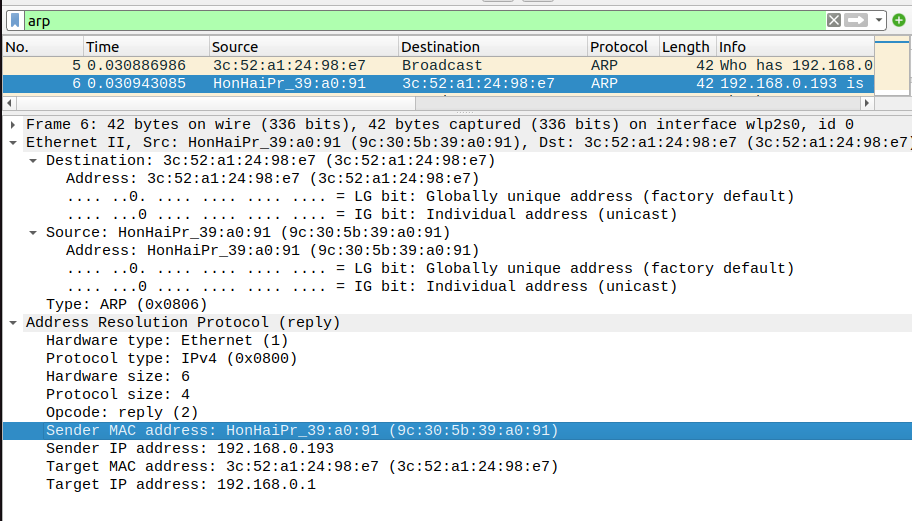 arp
No. Time Source Destination Protocol Length Info
5 0.030886986 3c:52:a1:24:98:e7 Broadcast ARP 42 Who has 192.168.0
6 0.030943085 HonHaiPr_39:a0:91 3c:52:a1:24:98:e7 ARP 42 192.168.0.193 is
Frame 6: 42 bytes on wire (336 bits), 42 bytes captured (336 bits) on interface wlp2s0, id 0
Ethernet II, Src: HonHaiPr_39:a0:91 (9c:30:5b:39:a0:91), Dst: 3c:52:a1:24:98:e7 (3c:52:a1:24:98:e7
Destination: 3c:52:a1:24:98:e7 (3c:52:a1:24:98:e7)
Address: 3c:52:a1:24:98:e7 (3c:52:a1:24:98:e7)
.... ..0. .... .... .... .... = LG bit: Globally unique address (factory default)
.... ...0 .... .... .... .... = IG bit: Individual address (unicast)
Source: HonHaiPr_39:a0:91 (9c:30:5b:39:a0:91)
Address: HonHaiPr_39:a0:91 (9c:30:5b:39:a0:91)
.... ..0. .... .... .... .... = LG bit: Globally unique address (factory default)
.... ...0 .... .... .... .... = IG bit: Individual address (unicast)
Type: ARP (0x0806)
Address Resolution Protocol (reply)
Hardware type: Ethernet (1)
Protocol type: IPv4 (0x0800)
Hardware size: 6
Protocol size: 4
Opcode: reply (2)
Sender MAC address: HonHaiPr_39:a0:91 (9c:30:5b:39:a0:91)
Sender IP address: 192.168.0.193
Target MAC address: 3c:52:a1:24:98:e7 (3c:52:a1:24:98:e7)
Target IP address: 192.168.0.1